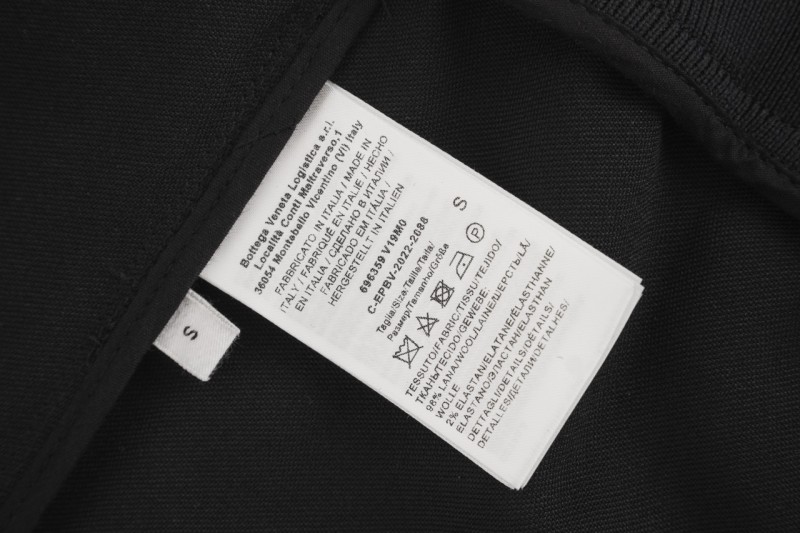 Bottega Veneta Logistica s.r.l.
Località Conti Maltraverso,1
36054 Montebello Vicentino (VI) Italy
FABBRICATO IN ITALIA / MADE IN
ITALY / FABRIQUÉ EN ITALIE / HECHO
EN ITALIA / СДЕЛАНО В ИТАЛИИ /
FABRICADO EM ITÁLIA /
HERGESTELLT IN ITALIEN
696359 V19M0
C-EPBV-2022-2088
Taglia/Size/Taille/Talla/
Размер/Tamanho/Größe
S
P
TESSUTO/FABRIC/TISSU/TEJIDO/
ТКАНЬ/TECIDO/GEWEBE:
98% LANA/WOOL/LAINE/ШЕРСТЬ/LÃ/
WOLLE
2% ELASTAN/ELATANE/ELASTHANNE/
ELASTANO/ЭЛАСТАН/ELASTHAN
DETTAGLI/DETAILS/DÉTAILS/
DETALLES/ДЕТАЛИ/DETALHES/
S